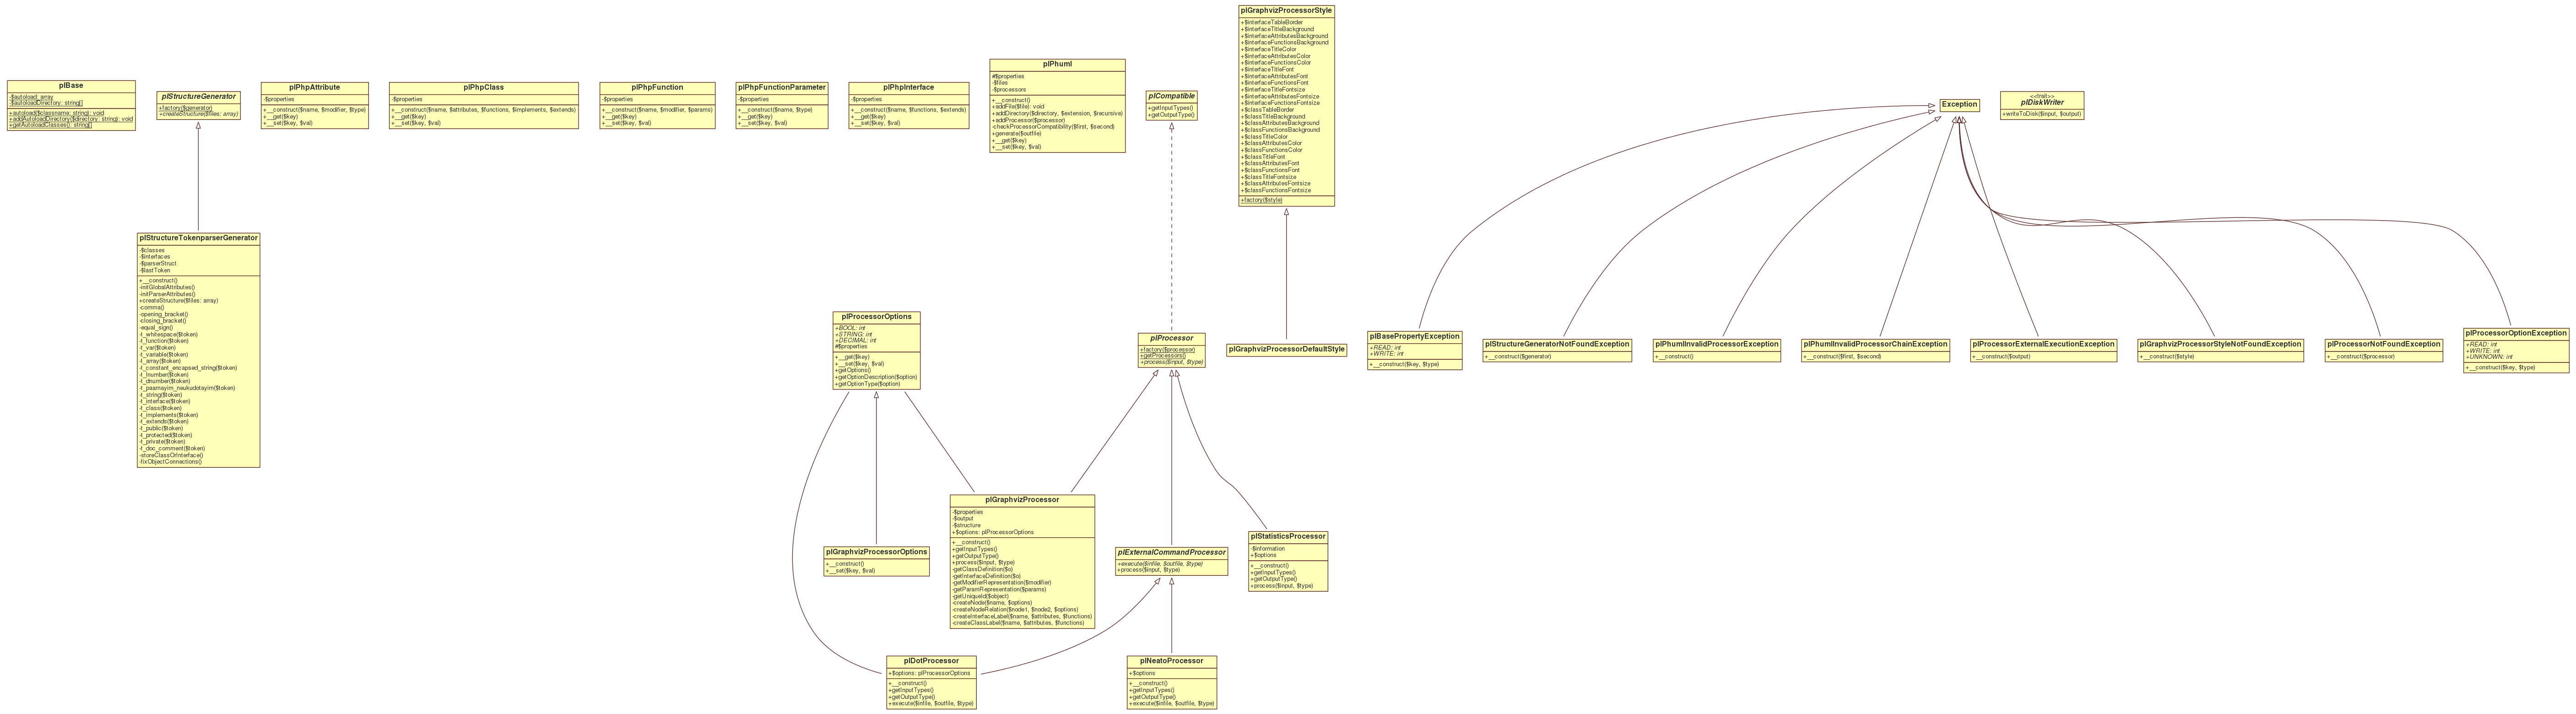 plBase
-$autoload_array
-$autoloadDirectory: string[]
+autoload($classname: string): void
+addAutoloadDirectory($directory: string): void
+getAutoloadClasses(): string[]
plStructureGenerator
+factory($generator)
+createStructure($files: array)
plPhpAttribute
-$properties
+__construct($name, $modifier, $type)
+__get($key)
+__set($key, $val)
plPhpClass
-$properties
+__construct($name, $attributes, $functions, $implements, $extends)
+__get($key)
+__set($key, $val)
plPhpFunction
-$properties
+__construct($name, $modifier, $params)
+__get($key)
+__set($key, $val)
plPhpFunctionParameter
-$properties
+__construct($name, $type)
+__get($key)
+__set($key, $val)
plPhpInterface
-$properties
+__construct($name, $functions, $extends)
+__get($key)
+__set($key, $val)
plPhuml
#$properties
-$files
-$processors
+__construct()
+addFile($file): void
+addDirectory($directory, $extension, $recursive)
+addProcessor($processor)
-checkProcessorCompatibility($first, $second)
+generate($outfile)
+__get($key)
+__set($key, $val)
plCompatible
+getInputTypes()
+getOutputType()
plGraphvizProcessorStyle
+$interfaceTableBorder
+$interfaceTitleBackground
+$interfaceAttributesBackground
+$interfaceFunctionsBackground
+$interfaceTitleColor
+$interfaceAttributesColor
+$interfaceFunctionsColor
+$interfaceTitleFont
+$interfaceAttributesFont
+$interfaceFunctionsFont
+$interfaceTitleFontsize
+$interfaceAttributesFontsize
+$interfaceFunctionsFontsize
+$classTableBorder
+$classTitleBackground
+$classAttributesBackground
+$classFunctionsBackground
+$classTitleColor
+$classAttributesColor
+$classFunctionsColor
+$classTitleFont
+$classAttributesFont
+$classFunctionsFont
+$classTitleFontsize
+$classAttributesFontsize
+$classFunctionsFontsize
+factory($style)
Exception
<<trait>>
plDiskWriter
+writeToDisk($input, $output)
plStructureTokenparserGenerator
-$classes
-$interfaces
-$parserStruct
-$lastToken
+__construct()
-initGlobalAttributes()
-initParserAttributes()
+createStructure($files: array)
-comma()
-opening_bracket()
-closing_bracket()
-equal_sign()
-t_whitespace($token)
-t_function($token)
-t_var($token)
-t_variable($token)
-t_array($token)
-t_constant_encapsed_string($token)
-t_lnumber($token)
-t_dnumber($token)
-t_paamayim_neukudotayim($token)
-t_string($token)
-t_interface($token)
-t_class($token)
-t_implements($token)
-t_extends($token)
-t_public($token)
-t_protected($token)
-t_private($token)
-t_doc_comment($token)
-storeClassOrInterface()
-fixObjectConnections()
plProcessorOptions
+BOOL: int
+STRING: int
+DECIMAL: int
#$properties
+__get($key)
+__set($key, $val)
+getOptions()
+getOptionDescription($option)
+getOptionType($option)
plProcessor
+factory($processor)
+getProcessors()
+process($input, $type)
plGraphvizProcessorDefaultStyle
plBasePropertyException
+READ: int
+WRITE: int
+__construct($key, $type)
plStructureGeneratorNotFoundException
+__construct($generator)
plPhumlInvalidProcessorException
+__construct()
plPhumlInvalidProcessorChainException
+__construct($first, $second)
plProcessorExternalExecutionException
+__construct($output)
plGraphvizProcessorStyleNotFoundException
+__construct($style)
plProcessorNotFoundException
+__construct($processor)
plProcessorOptionException
+READ: int
+WRITE: int
+UNKNOWN: int
+__construct($key, $type)
plGraphvizProcessorOptions
+__construct()
+__set($key, $val)
plGraphvizProcessor
-$properties
-$output
-$structure
+$options: plProcessorOptions
+__construct()
+getInputTypes()
+getOutputType()
+process($input, $type)
-getClassDefinition($o)
-getInterfaceDefinition($o)
-getModifierRepresentation($modifier)
-getParamRepresentation($params)
-getUniqueId($object)
-createNode($name, $options)
-createNodeRelation($node1, $node2, $options)
-createInterfaceLabel($name, $attributes, $functions)
-createClassLabel($name, $attributes, $functions)
plExternalCommandProcessor
+execute($infile, $outfile, $type)
+process($input, $type)
plStatisticsProcessor
-$information
+$options
+__construct()
+getInputTypes()
+getOutputType()
+process($input, $type)
plDotProcessor
+$options: plProcessorOptions
+__construct()
+getInputTypes()
+getOutputType()
+execute($infile, $outfile, $type)
plNeatoProcessor
+$options
+__construct()
+getInputTypes()
+getOutputType()
+execute($infile, $outfile, $type)